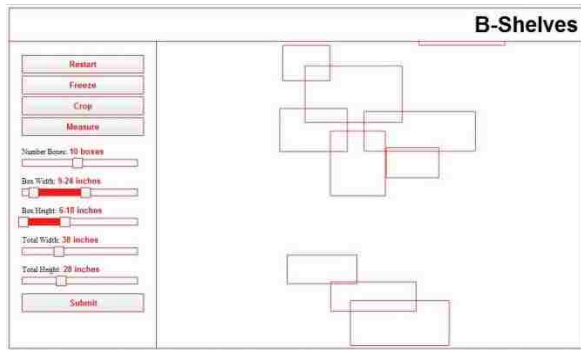 B-Shelves
Restart
Freeze
Crop
Measure
Number Boxes: 10 boxes
Box Width: 9-24 inches
Box Height: 6-18 inches
Total Width: 38 inches
Total Height: 28 inches
Submit